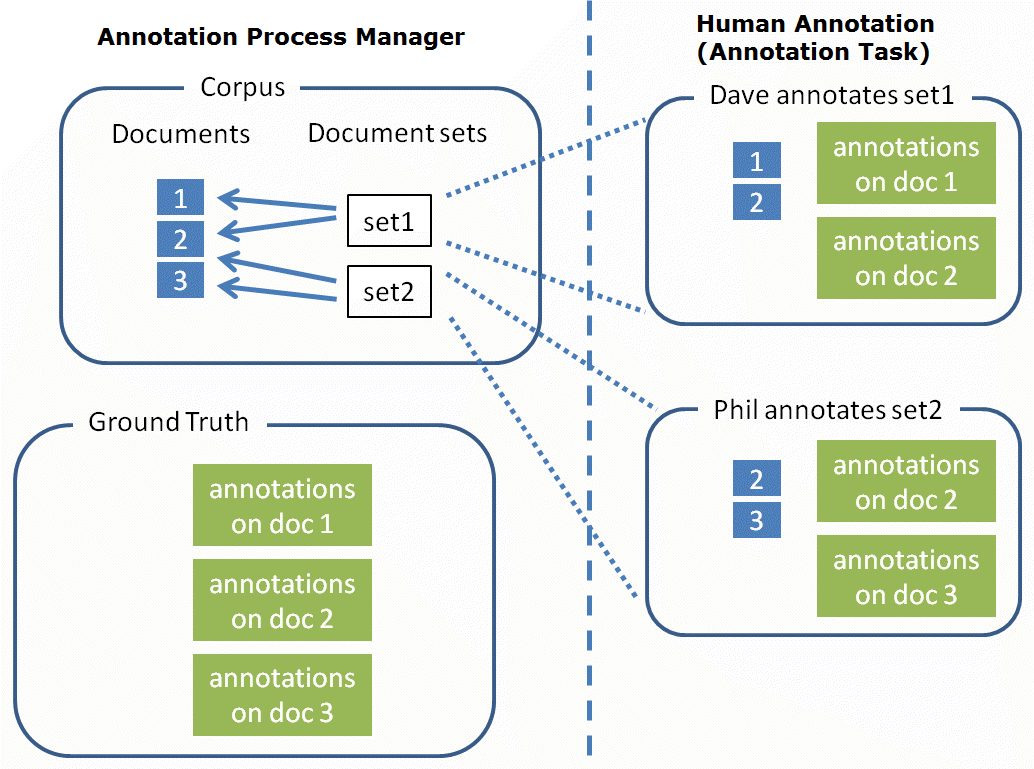 Annotation Process Manager
Corpus
Documents
Document sets
1
2
3
set1
set2
Ground Truth
annotations
on doc 1
annotations
on doc 2
annotations
on doc 3
Human Annotation
(Annotation Task)
Dave annotates set1
1
2
annotations
on doc 1
annotations
on doc 2
Phil annotates set2
2
3
annotations
on doc 2
annotations
on doc 3